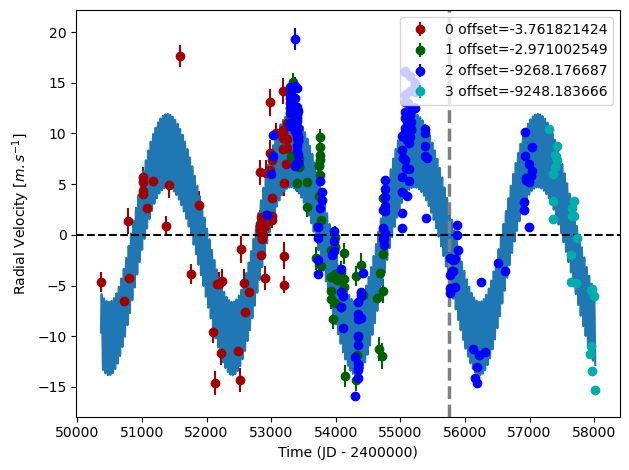 0 offset=-3.761821424
1 offset=-2.971002549
2 offset=-9268.176687
3 offset=-9248.183666
20
15
10
5
0
−5
−10
−15
Radial Velocity [m. s⁻¹]
50000 51000 52000 53000 54000 55000 56000 57000 58000
Time (JD - 2400000)